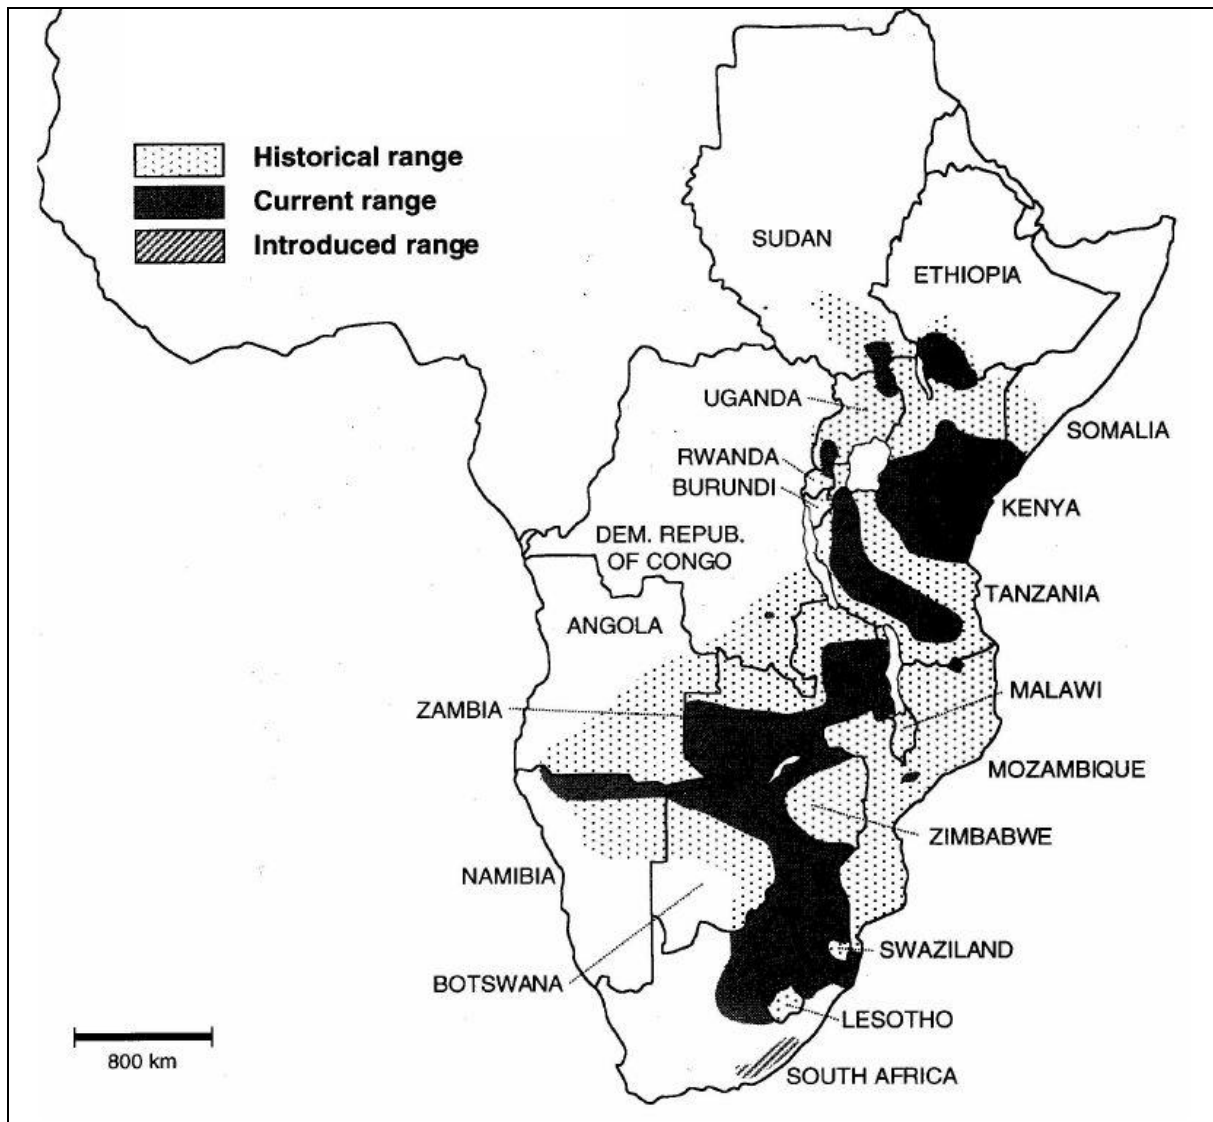 Historical range
Current range
Introduced range
SUDAN
ETHIOPIA
UGANDA
SOMALIA
RWANDA
BURUNDI
KENYA
DEM. REPUB.
OF CONGO
TANZANIA
ANGOLA
MALAWI
ZAMBIA
MOZAMBIQUE
ZIMBABWE
NAMIBIA
SWAZILAND
BOTSWANA
LESOTHO
800 km
SOUTH AFRICA